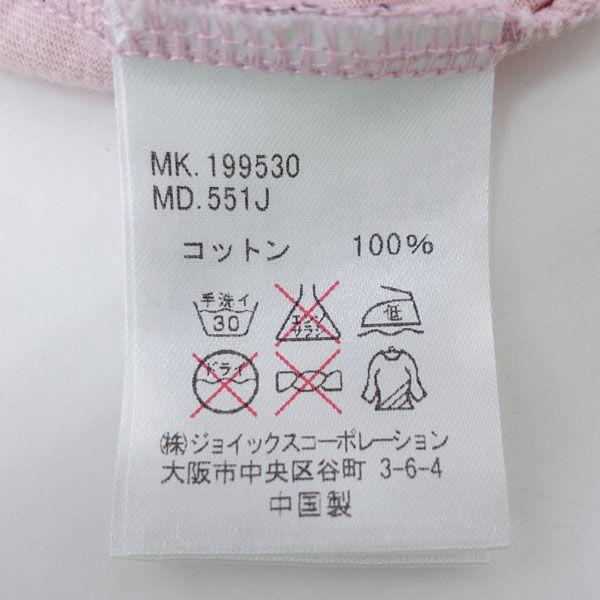 MK.199530
MD.551J
コットン 100%
手洗イ
30
エンソ
サラシ
低
ドライ
㈱ジョイックスコーポレーション
大阪市中央区谷町 3-6-4
中国製